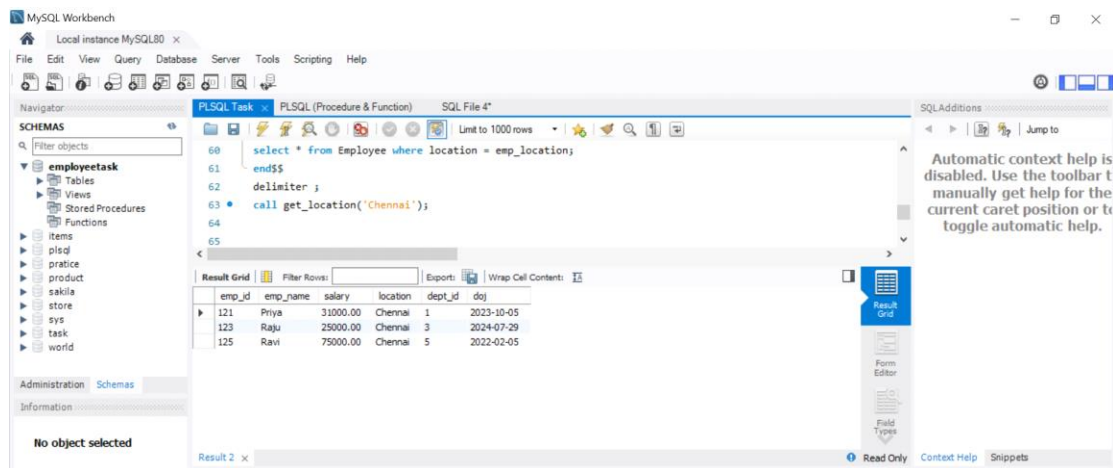 MySQL Workbench
Local instance MySQL80 ×
File Edit View Query Database Server Tools Scripting Help
Navigator
SCHEMAS
Filter objects
employeetask
Tables
Views
Stored Procedures
Functions
items
plsql
pratice
product
sakila
store
sys
task
world
Administration Schemas
Information
No object selected
PLSQL Task × PLSQL (Procedure & Function) SQL File 4*
Limit to 1000 rows
60 select * from Employee where location = emp_location;
61 end$$
62 delimiter ;
63 call get_location('Chennai');
64
65
Result Grid Filter Rows: Export: Wrap Cell Content:
emp_id emp_name salary location dept_id doj
121 Priya 31000.00 Chennai 1 2023-10-05
123 Raju 25000.00 Chennai 3 2024-07-29
125 Ravi 75000.00 Chennai 5 2022-02-05
Result Grid
Form Editor
Field Types
Result 2 ×
Read Only
SQLAdditions
Jump to
Automatic context help is
disabled. Use the toolbar t
manually get help for the
current caret position or to
toggle automatic help.
Context Help Snippets